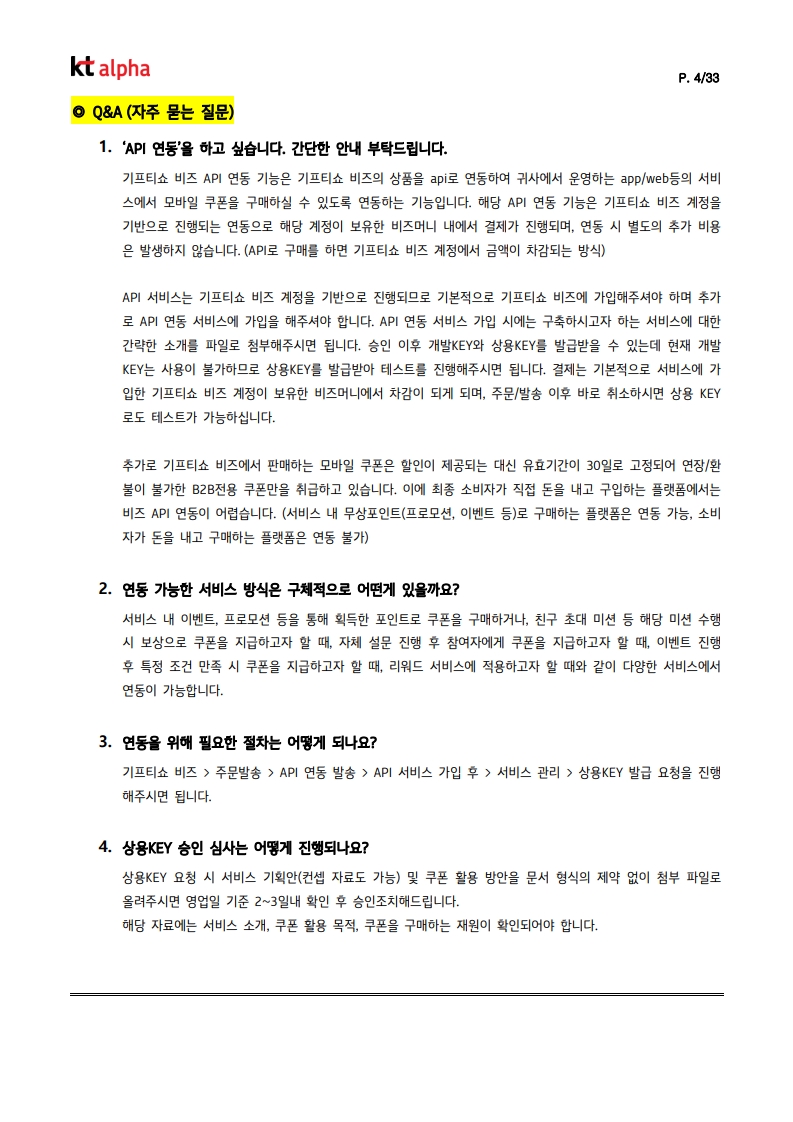 kt alpha
P. 4/33
◎ Q&A (자주 묻는 질문)
1. ‘API 연동’을 하고 싶습니다. 간단한 안내 부탁드립니다.
기프티쇼 비즈 API 연동 기능은 기프티쇼 비즈의 상품을 api로 연동하여 귀사에서 운영하는 app/web등의 서비
스에서 모바일 쿠폰을 구매하실 수 있도록 연동하는 기능입니다. 해당 API 연동 기능은 기프티쇼 비즈 계정을
기반으로 진행되는 연동으로 해당 계정이 보유한 비즈머니 내에서 결제가 진행되며, 연동 시 별도의 추가 비용
은 발생하지 않습니다. (API로 구매를 하면 기프티쇼 비즈 계정에서 금액이 차감되는 방식)
API 서비스는 기프티쇼 비즈 계정을 기반으로 진행되므로 기본적으로 기프티쇼 비즈에 가입해주셔야 하며 추가
로 API 연동 서비스에 가입을 해주셔야 합니다. API 연동 서비스 가입 시에는 구축하시고자 하는 서비스에 대한
간략한 소개를 파일로 첨부해주시면 됩니다. 승인 이후 개발KEY와 상용KEY를 발급받을 수 있는데 현재 개발
KEY는 사용이 불가하므로 상용KEY를 발급받아 테스트를 진행해주시면 됩니다. 결제는 기본적으로 서비스에 가
입한 기프티쇼 비즈 계정이 보유한 비즈머니에서 차감이 되게 되며, 주문/발송 이후 바로 취소하시면 상용 KEY
로도 테스트가 가능하십니다.
추가로 기프티쇼 비즈에서 판매하는 모바일 쿠폰은 할인이 제공되는 대신 유효기간이 30일로 고정되어 연장/환
불이 불가한 B2B전용 쿠폰만을 취급하고 있습니다. 이에 최종 소비자가 직접 돈을 내고 구입하는 플랫폼에서는
비즈 API 연동이 어렵습니다. (서비스 내 무상포인트(프로모션, 이벤트 등)로 구매하는 플랫폼은 연동 가능, 소비
자가 돈을 내고 구매하는 플랫폼은 연동 불가)
2. 연동 가능한 서비스 방식은 구체적으로 어떤게 있을까요?
서비스 내 이벤트, 프로모션 등을 통해 획득한 포인트로 쿠폰을 구매하거나, 친구 초대 미션 등 해당 미션 수행
시 보상으로 쿠폰을 지급하고자 할 때, 자체 설문 진행 후 참여자에게 쿠폰을 지급하고자 할 때, 이벤트 진행
후 특정 조건 만족 시 쿠폰을 지급하고자 할 때, 리워드 서비스에 적용하고자 할 때와 같이 다양한 서비스에서
연동이 가능합니다.
3. 연동을 위해 필요한 절차는 어떻게 되나요?
기프티쇼 비즈 > 주문발송 > API 연동 발송 > API 서비스 가입 후 > 서비스 관리 > 상용KEY 발급 요청을 진행
해주시면 됩니다.
4. 상용KEY 승인 심사는 어떻게 진행되나요?
상용KEY 요청 시 서비스 기획안(컨셉 자료도 가능) 및 쿠폰 활용 방안을 문서 형식의 제약 없이 첨부 파일로
올려주시면 영업일 기준 2~3일내 확인 후 승인조치해드립니다.
해당 자료에는 서비스 소개, 쿠폰 활용 목적, 쿠폰을 구매하는 재원이 확인되어야 합니다.